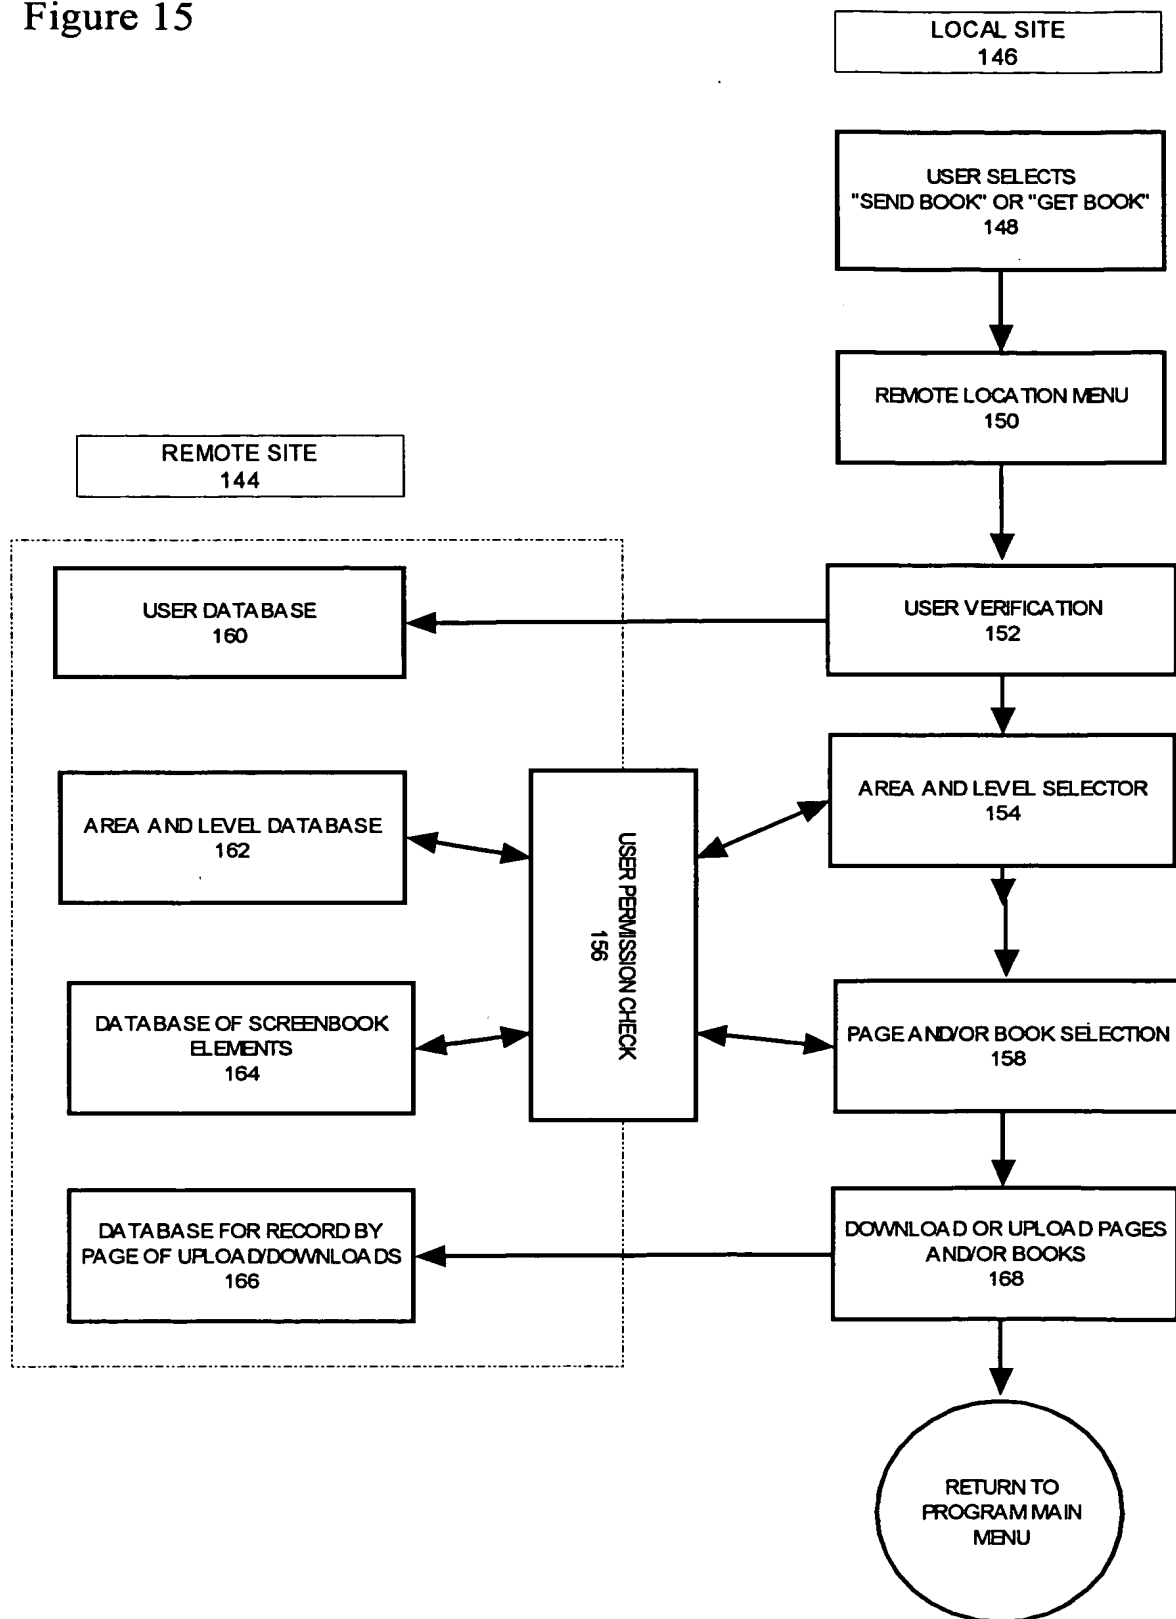 Figure 15
LOCAL SITE
146
USER SELECTS
"SEND BOOK" OR "GET BOOK"
148
REMOTE LOCATION MENU
150
REMOTE SITE
144
USER DATABASE
160
USER VERIFICATION
152
AREA AND LEVEL DATABASE
162
USER PERMISSION CHECK
156
AREA AND LEVEL SELECTOR
154
DATABASE OF SCREENBOOK
ELEMENTS
164
PAGE AND/OR BOOK SELECTION
158
DATABASE FOR RECORD BY
PAGE OF UPLOAD/DOWNLOADS
166
DOWNLOAD OR UPLOAD PAGES
AND/OR BOOKS
168
RETURN TO
PROGRAM MAIN
MENU